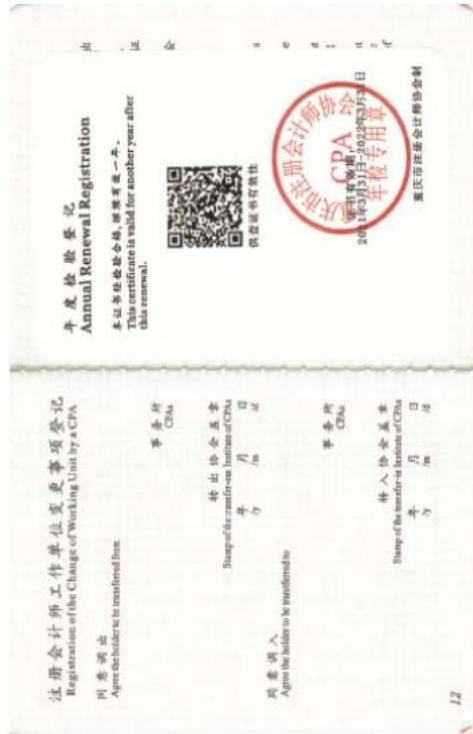 注册会计师工作单位变更事项登记
Registration of the Change of Working Unit by a CPA
同意调出
Agree the holder to be transferred from
事务所
CPAs
转出协会盖章
Stamp of the transfer-out Institute of CPAs
年 月 日
/y /m /d
同意调入
Agree the holder to be transferred to
事务所
CPAs
转入协会盖章
Stamp of the transfer-in Institute of CPAs
年 月 日
/y /m /d
12
年度检验登记
Annual Renewal Registration
本证书经检验合格,继续有效一年。
This certificate is valid for another year after
this renewal.
供查证书有效性
重庆市注册会计师协会
CPA
年检专用章
重庆市注册会计师协会制
出
证
会